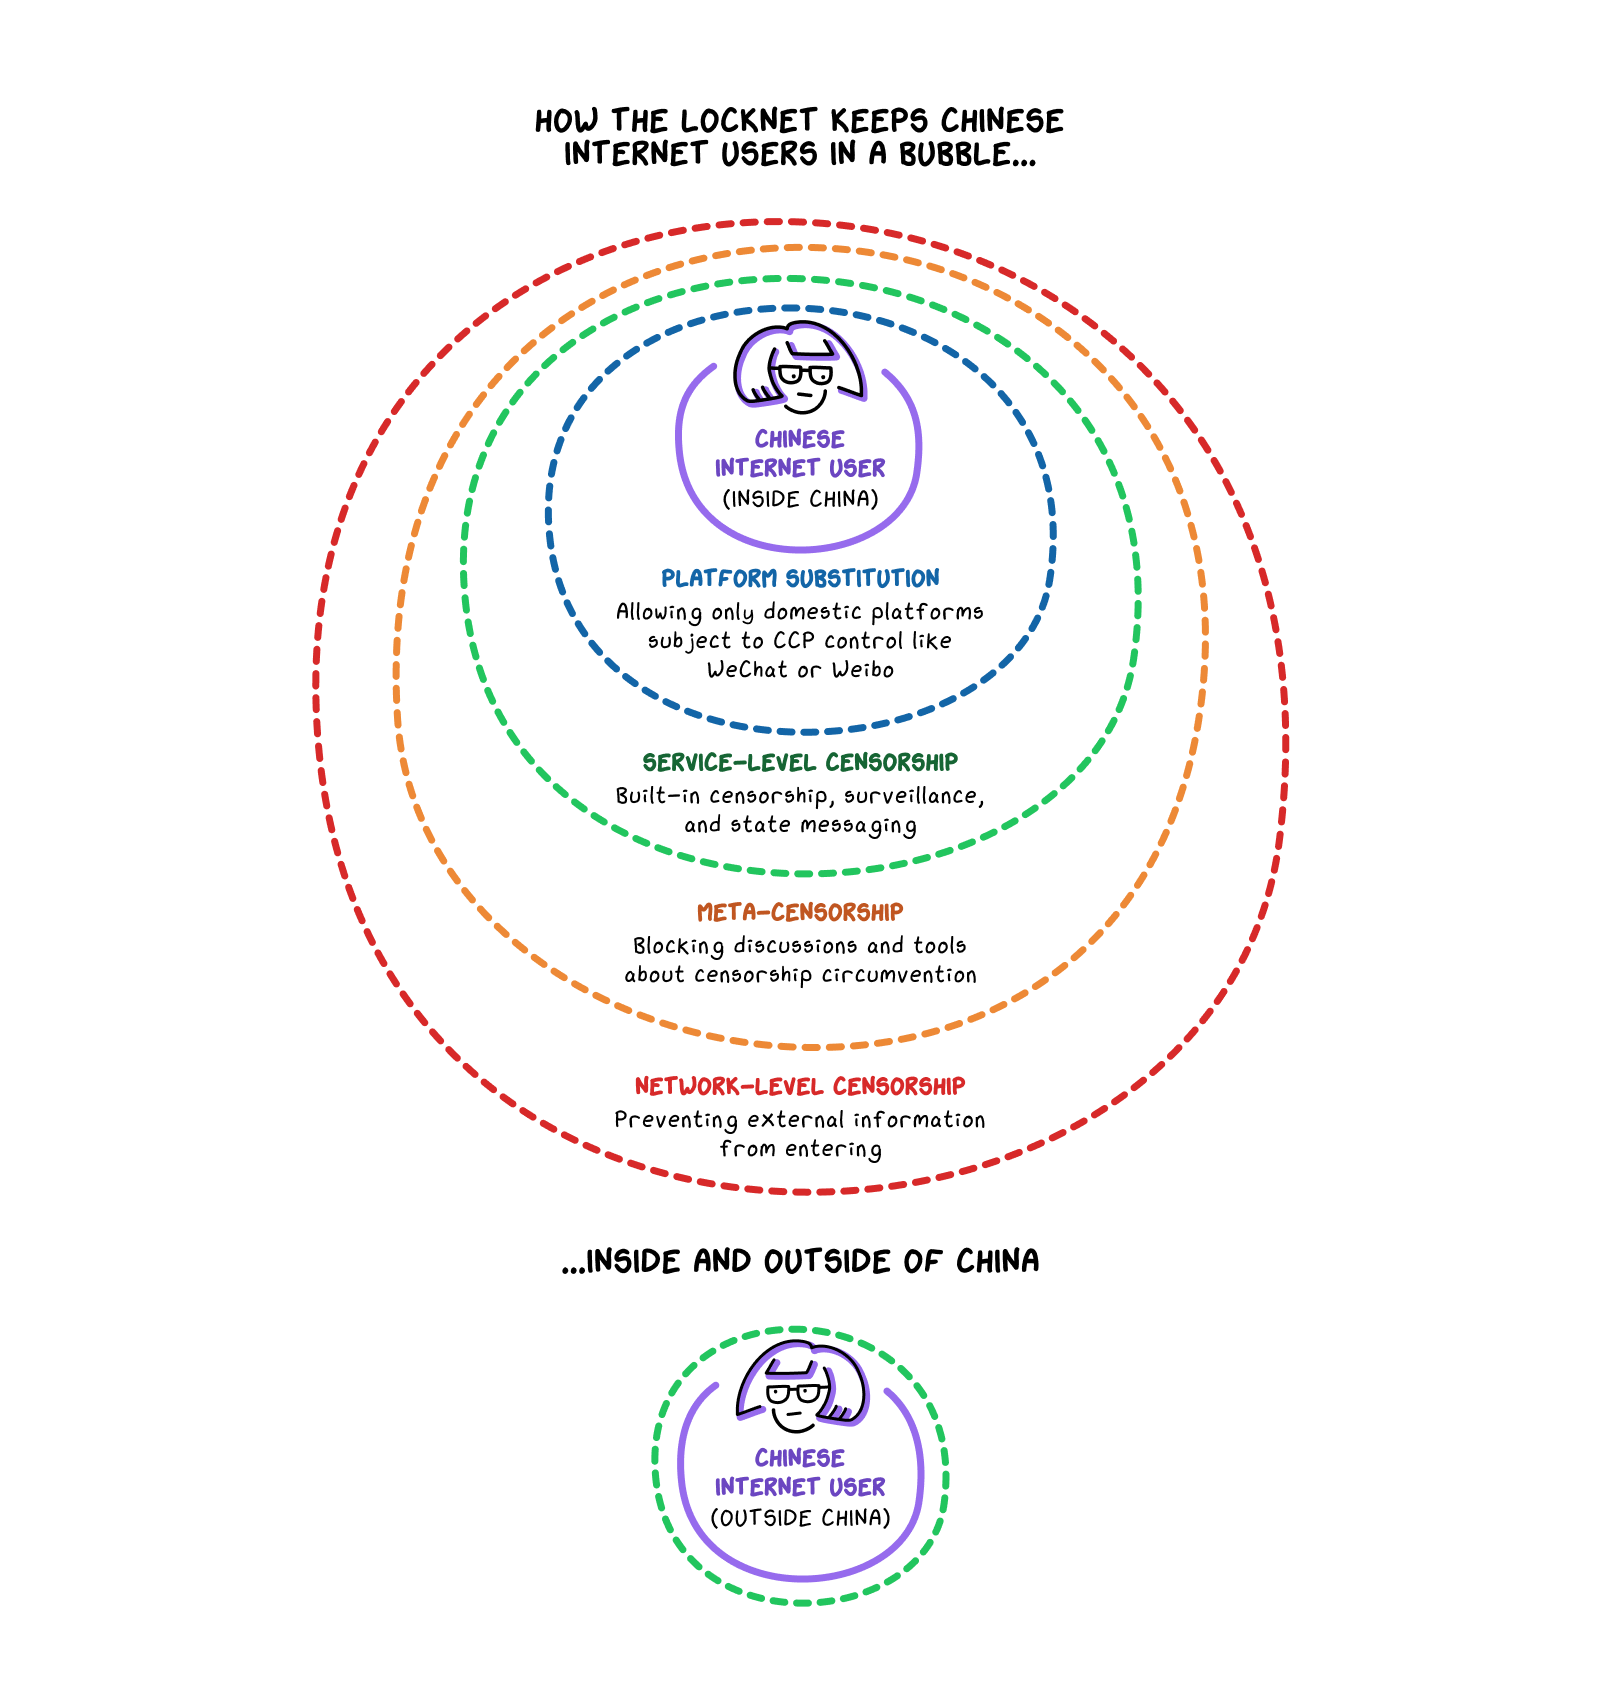 HOW THE LOCKNET KEEPS CHINESE
INTERNET USERS IN A BUBBLE...
CHINESE
INTERNET USER
(INSIDE CHINA)
PLATFORM SUBSTITUTION
Allowing only domestic platforms
subject to CCP control like
WeChat or Weibo
SERVICE-LEVEL CENSORSHIP
Built-in censorship, surveillance,
and state messaging
META-CENSORSHIP
Blocking discussions and tools
about censorship circumvention
NETWORK-LEVEL CENSORSHIP
Preventing external information
from entering
...INSIDE AND OUTSIDE OF CHINA
CHINESE
INTERNET USER
(OUTSIDE CHINA)